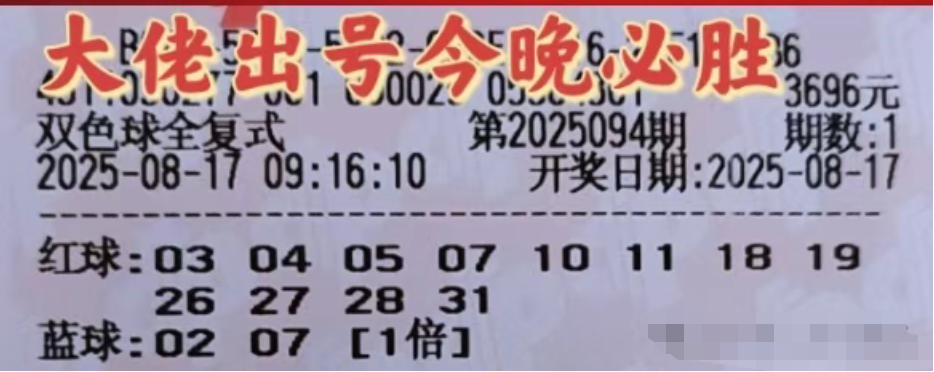 大佬出号今晚必胜
3696元
双色球全复式 第2025094期 期数:1
2025-08-17 09:16:10 开奖日期:2025-08-17
红球:03 04 05 07 10 11 18 19
26 27 28 31
蓝球:02 07 [1倍]